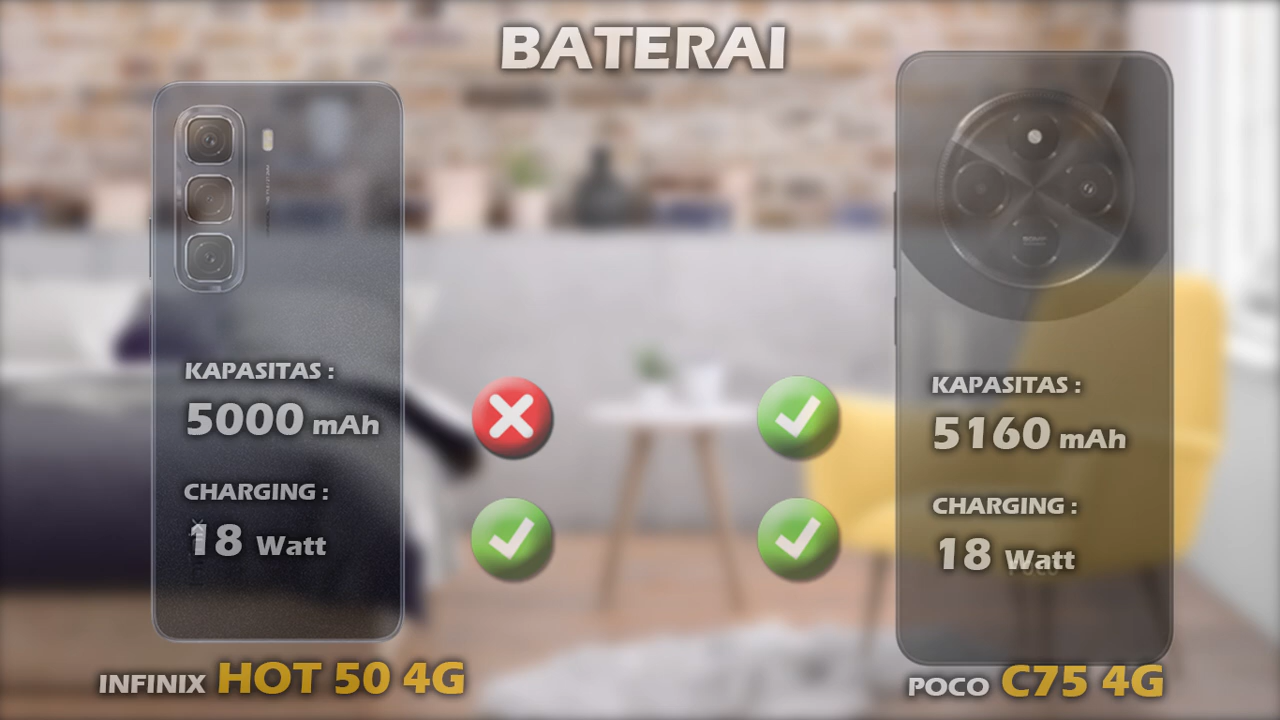 BATERAI
KAPASITAS :
5000 mAh
CHARGING :
18 Watt
INFINIX HOT 50 4G
KAPASITAS :
5160 mAh
CHARGING :
18 Watt
POCO
POCO C75 4G